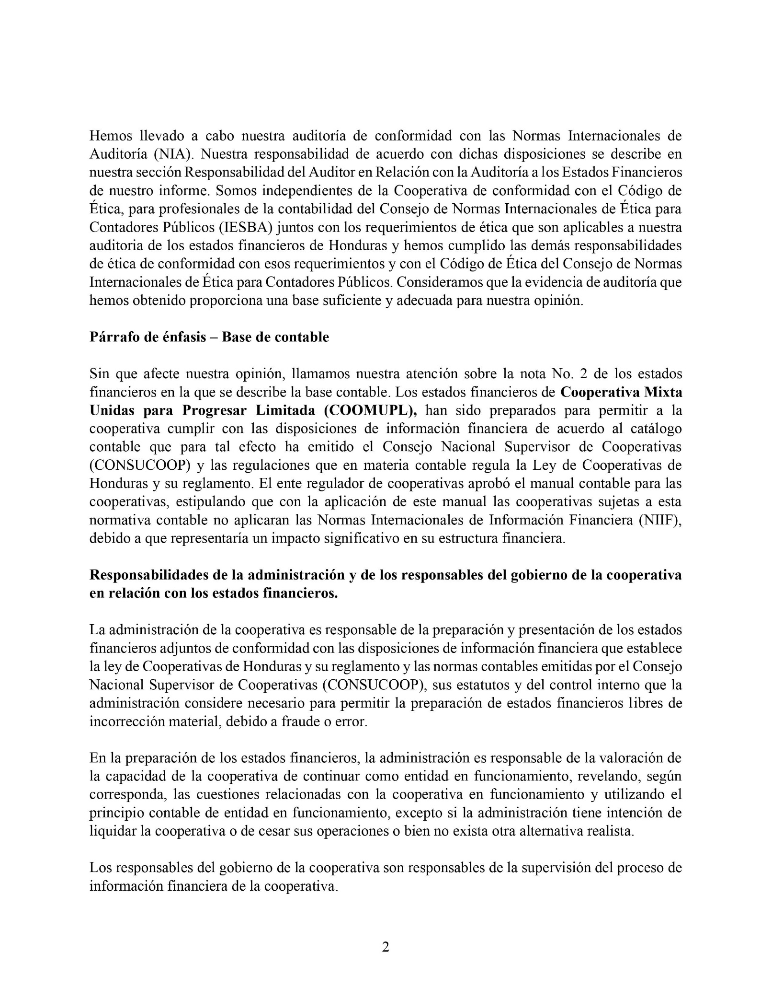 Hemos llevado a cabo nuestra auditoría de conformidad con las Normas Internacionales de
Auditoría (NIA). Nuestra responsabilidad de acuerdo con dichas disposiciones se describe en
nuestra sección Responsabilidad del Auditor en Relación con la Auditoría a los Estados Financieros
de nuestro informe. Somos independientes de la Cooperativa de conformidad con el Código de
Ética, para profesionales de la contabilidad del Consejo de Normas Internacionales de Ética para
Contadores Públicos (IESBA) juntos con los requerimientos de ética que son aplicables a nuestra
auditoria de los estados financieros de Honduras y hemos cumplido las demás responsabilidades
de ética de conformidad con esos requerimientos y con el Código de Ética del Consejo de Normas
Internacionales de Ética para Contadores Públicos. Consideramos que la evidencia de auditoría que
hemos obtenido proporciona una base suficiente y adecuada para nuestra opinión.
Párrafo de énfasis – Base de contable
Sin que afecte nuestra opinión, llamamos nuestra atención sobre la nota No. 2 de los estados
financieros en la que se describe la base contable. Los estados financieros de Cooperativa Mixta
Unidas para Progresar Limitada (COOMUPL), han sido preparados para permitir a la
cooperativa cumplir con las disposiciones de información financiera de acuerdo al catálogo
contable que para tal efecto ha emitido el Consejo Nacional Supervisor de Cooperativas
(CONSUCOOP) y las regulaciones que en materia contable regula la Ley de Cooperativas de
Honduras y su reglamento. El ente regulador de cooperativas aprobó el manual contable para las
cooperativas, estipulando que con la aplicación de este manual las cooperativas sujetas a esta
normativa contable no aplicaran las Normas Internacionales de Información Financiera (NIIF),
debido a que representaría un impacto significativo en su estructura financiera.
Responsabilidades de la administración y de los responsables del gobierno de la cooperativa
en relación con los estados financieros.
La administración de la cooperativa es responsable de la preparación y presentación de los estados
financieros adjuntos de conformidad con las disposiciones de información financiera que establece
la ley de Cooperativas de Honduras y su reglamento y las normas contables emitidas por el Consejo
Nacional Supervisor de Cooperativas (CONSUCOOP), sus estatutos y del control interno que la
administración considere necesario para permitir la preparación de estados financieros libres de
incorrección material, debido a fraude o error.
En la preparación de los estados financieros, la administración es responsable de la valoración de
la capacidad de la cooperativa de continuar como entidad en funcionamiento, revelando, según
corresponda, las cuestiones relacionadas con la cooperativa en funcionamiento y utilizando el
principio contable de entidad en funcionamiento, excepto si la administración tiene intención de
liquidar la cooperativa o de cesar sus operaciones o bien no exista otra alternativa realista.
Los responsables del gobierno de la cooperativa son responsables de la supervisión del proceso de
información financiera de la cooperativa.
2